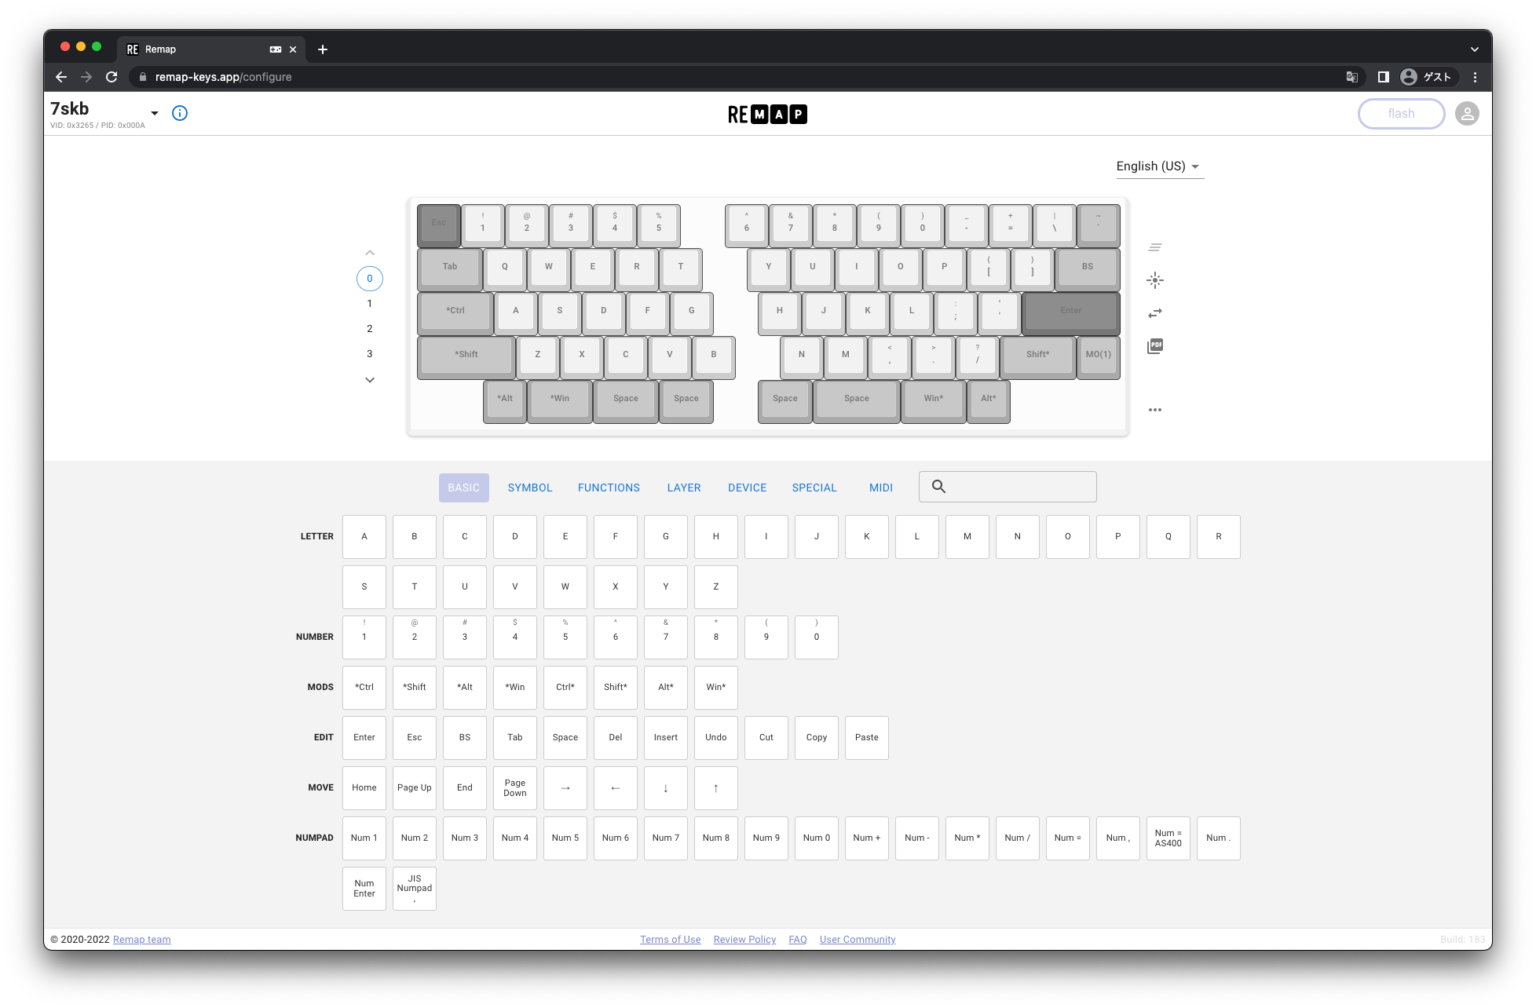 RE Remap
remap-keys.app/configure
ゲスト
7skb
VID: 0x3265 / PID: 0x000A
REMAP
flash
English (US)
Esc ! 1 @ 2 # 3 $ 4 % 5 ^ 6 & 7 * 8 ( 9 ) 0 _ - + = | \ ~ `
Tab Q W E R T Y U I O P { [ } ] BS
*Ctrl A S D F G H J K L : ; " ' Enter
*Shift Z X C V B N M < , > . ? / Shift* MO(1)
*Alt *Win Space Space Space Space Win* Alt*
0
1
2
3
PDF
BASIC SYMBOL FUNCTIONS LAYER DEVICE SPECIAL MIDI
LETTER A B C D E F G H I J K L M N O P Q R
S T U V W X Y Z
NUMBER ! 1 @ 2 # 3 $ 4 % 5 ^ 6 & 7 * 8 ( 9 ) 0
MODS *Ctrl *Shift *Alt *Win Ctrl* Shift* Alt* Win*
EDIT Enter Esc BS Tab Space Del Insert Undo Cut Copy Paste
MOVE Home Page Up End Page Down → ← ↓ ↑
NUMPAD Num 1 Num 2 Num 3 Num 4 Num 5 Num 6 Num 7 Num 8 Num 9 Num 0 Num + Num - Num * Num / Num = Num , Num = AS400 Num .
Num Enter JIS Numpad ,
© 2020-2022 Remap team
Terms of Use Review Policy FAQ User Community
Build: 183